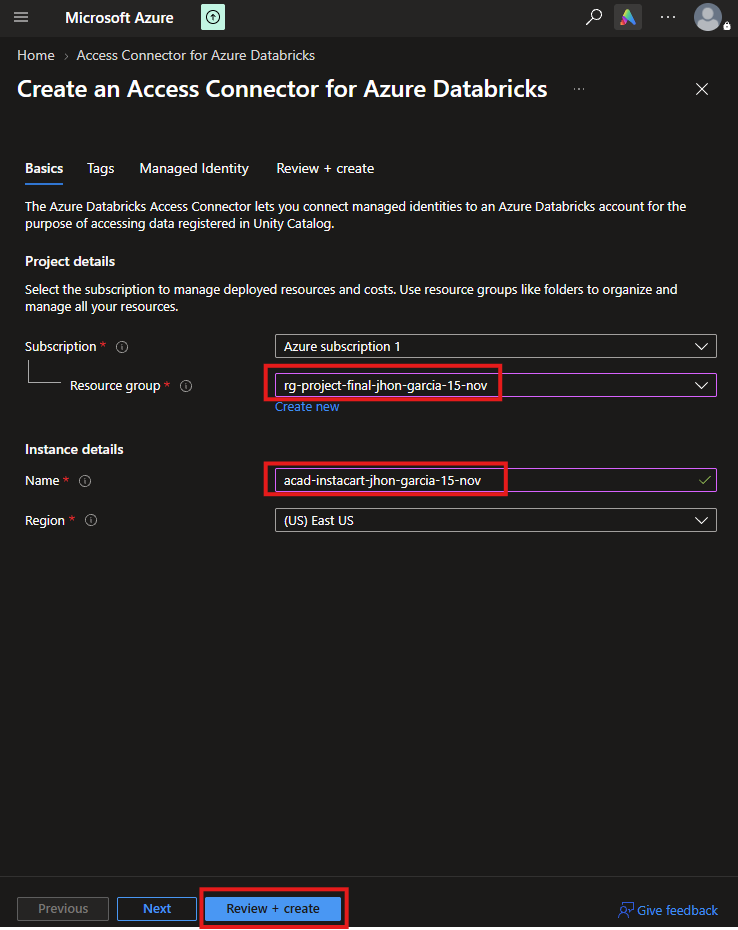 Microsoft Azure
Home > Access Connector for Azure Databricks
Create an Access Connector for Azure Databricks
Basics Tags Managed Identity Review + create
The Azure Databricks Access Connector lets you connect managed identities to an Azure Databricks account for the
purpose of accessing data registered in Unity Catalog.
Project details
Select the subscription to manage deployed resources and costs. Use resource groups like folders to organize and
manage all your resources.
Subscription * Azure subscription 1
Resource group * rg-project-final-jhon-garcia-15-nov
Create new
Instance details
Name * acad-instacart-jhon-garcia-15-nov
Region * (US) East US
Previous Next Review + create Give feedback